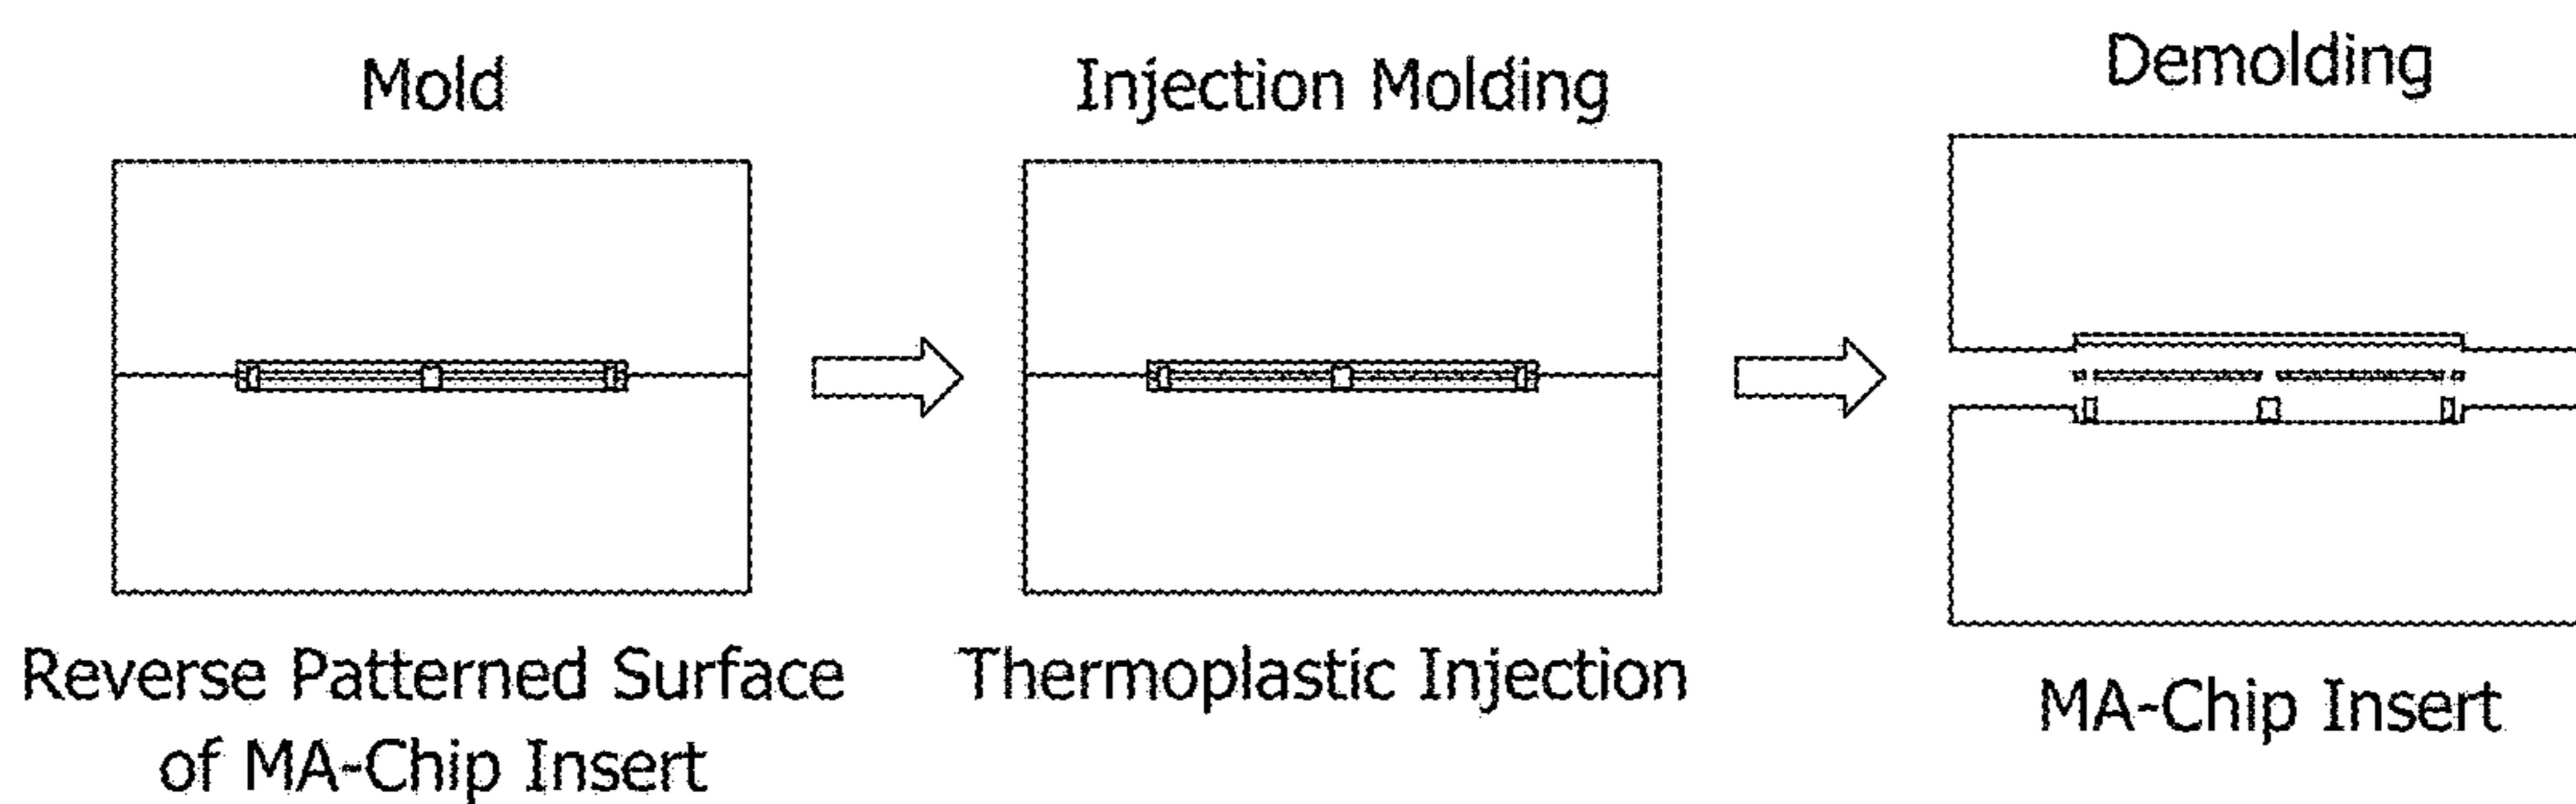 Mold
Injection Molding
Demolding
Reverse Patterned Surface
of MA-Chip Insert
Thermoplastic Injection
MA-Chip Insert